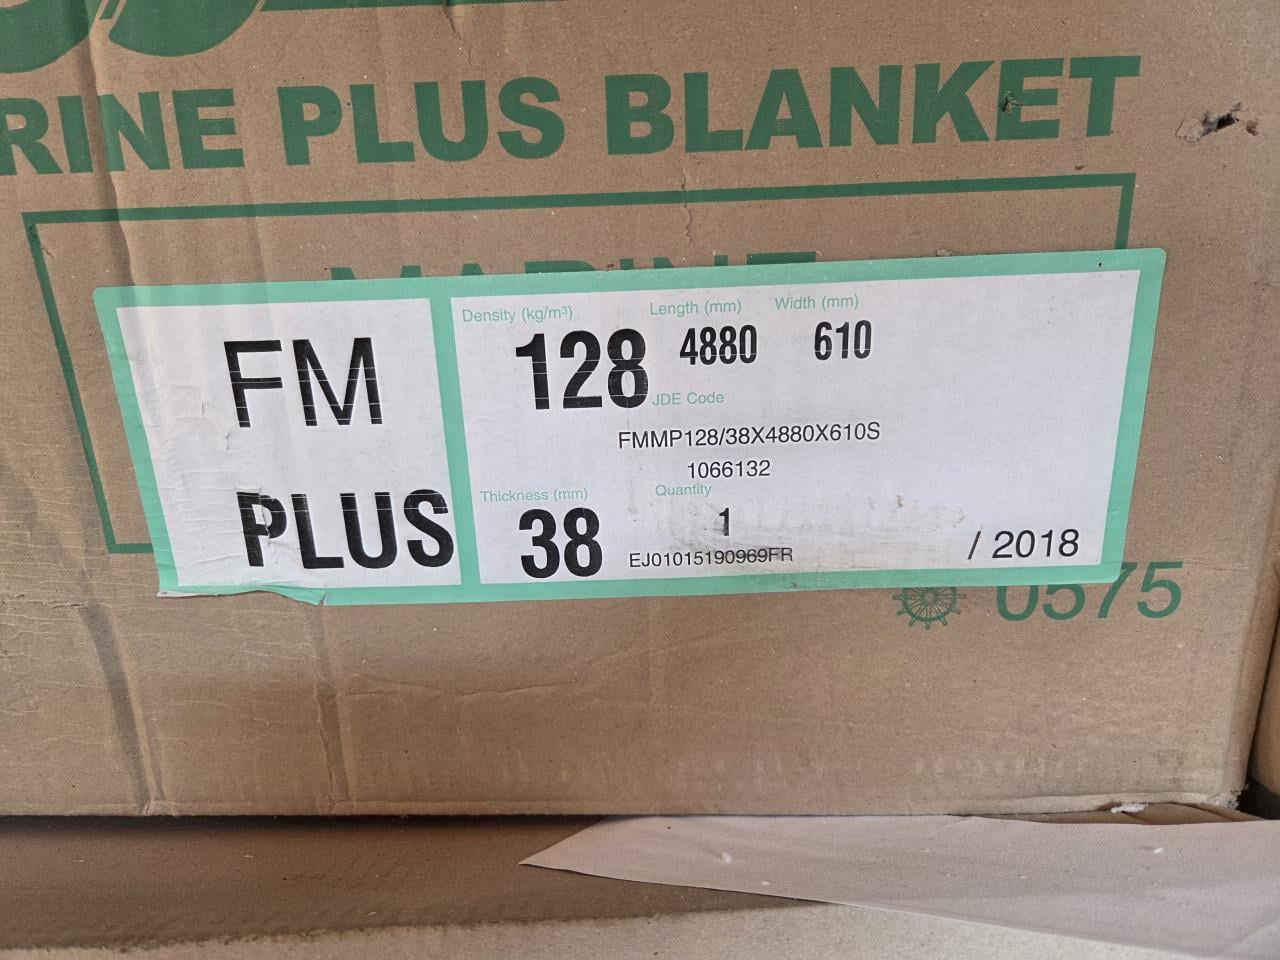 RINE PLUS BLANKET
MARINE
FM
PLUS
Density (kg/m³)
128
Length (mm)
4880
Width (mm)
610
JDE Code
FMMP128/38X4880X610S
1066132
Thickness (mm)
38
Quantity
1
EJ01015190969FR
/ 2018
0575